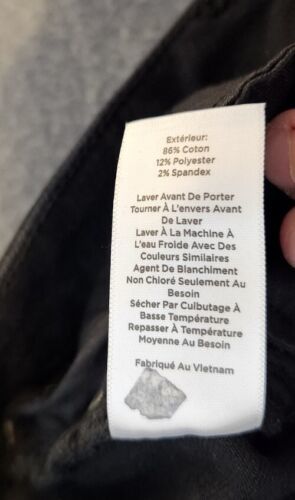 Extérieur:
86% Coton
12% Polyester
2% Spandex
Laver Avant De Porter
Tourner À L'envers Avant
De Laver
Laver À La Machine À
L'eau Froide Avec Des
Couleurs Similaires
Agent De Blanchiment
Non Chloré Seulement Au
Besoin
Sécher Par Culbutage À
Basse Température
Repasser À Température
Moyenne Au Besoin
Fabriqué Au Vietnam